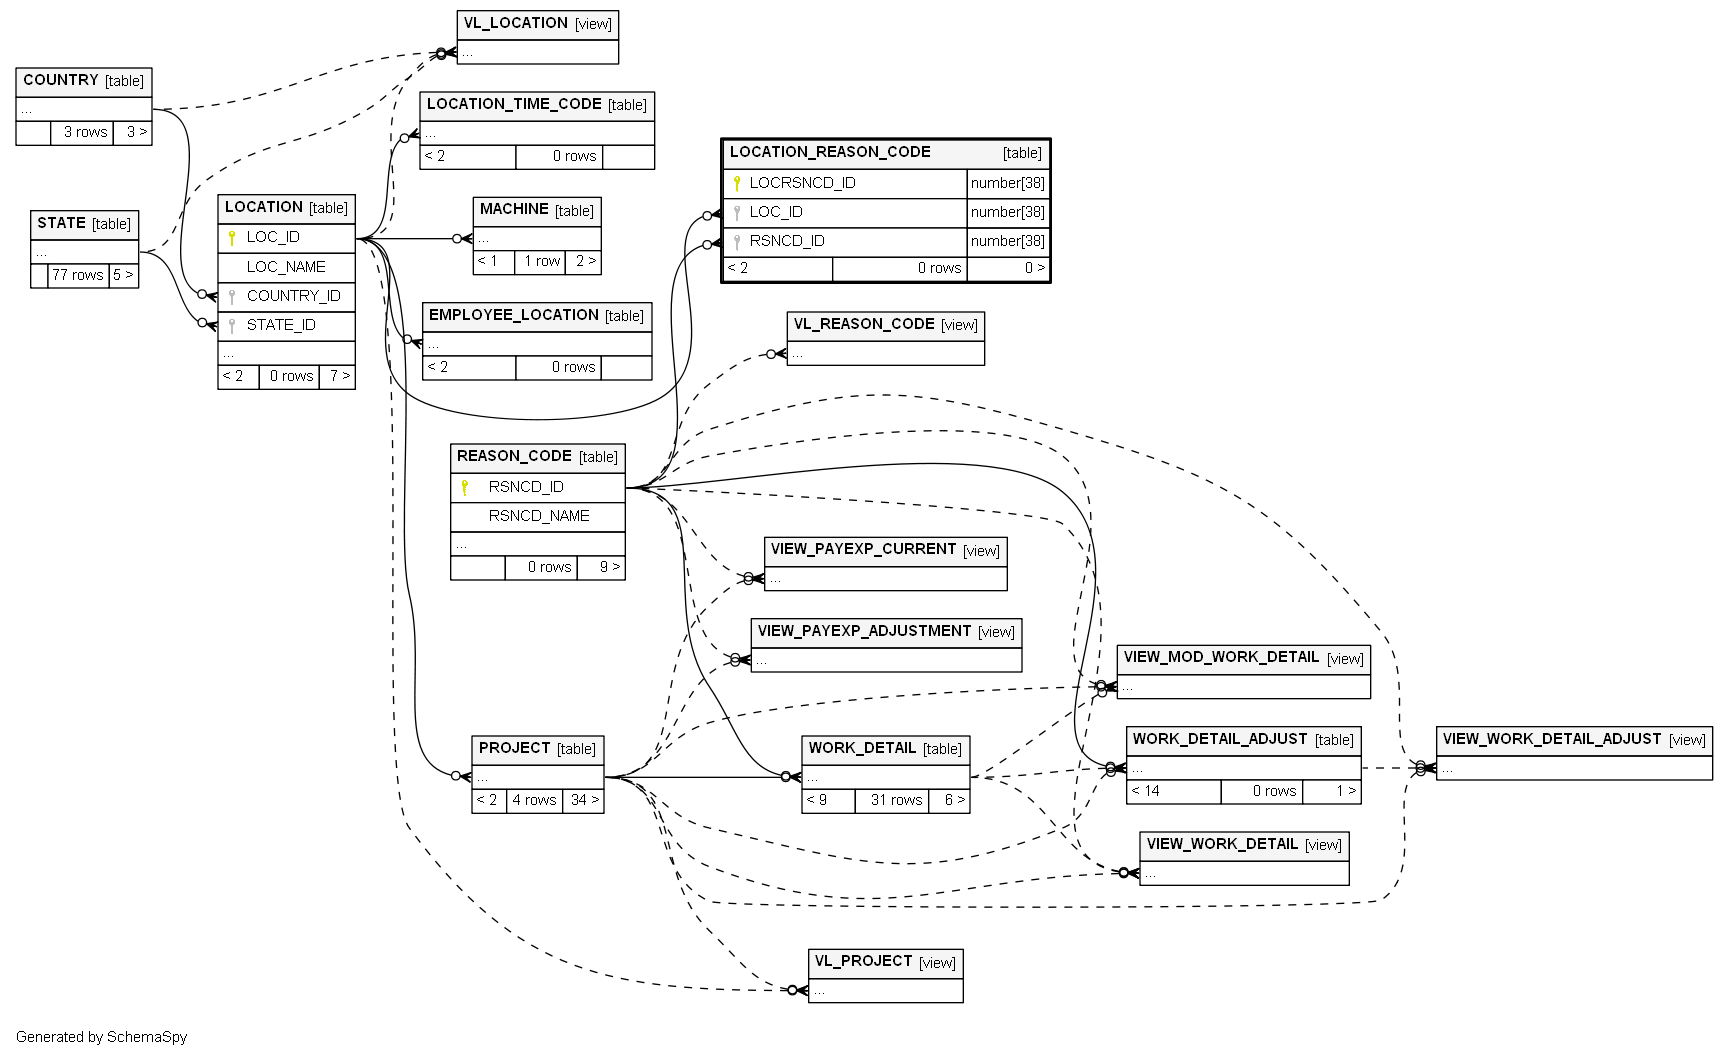 VL_LOCATION [view]
...
COUNTRY [table]
...
3 rows 3 >
LOCATION_TIME_CODE [table]
...
< 2 0 rows
LOCATION_REASON_CODE [table]
LOCRSNCD_ID number[38]
LOC_ID number[38]
RSNCD_ID number[38]
< 2 0 rows 0 >
STATE [table]
...
77 rows 5 >
LOCATION [table]
LOC_ID
LOC_NAME
COUNTRY_ID
STATE_ID
...
< 2 0 rows 7 >
MACHINE [table]
...
< 1 1 row 2 >
EMPLOYEE_LOCATION [table]
...
< 2 0 rows
VL_REASON_CODE [view]
...
REASON_CODE [table]
RSNCD_ID
RSNCD_NAME
...
0 rows 9 >
VIEW_PAYEXP_CURRENT [view]
...
VIEW_PAYEXP_ADJUSTMENT [view]
...
VIEW_MOD_WORK_DETAIL [view]
...
PROJECT [table]
...
< 2 4 rows 34 >
WORK_DETAIL [table]
...
< 9 31 rows 6 >
WORK_DETAIL_ADJUST [table]
...
< 14 0 rows 1 >
VIEW_WORK_DETAIL_ADJUST [view]
...
VIEW_WORK_DETAIL [view]
...
VL_PROJECT [view]
...
Generated by SchemaSpy